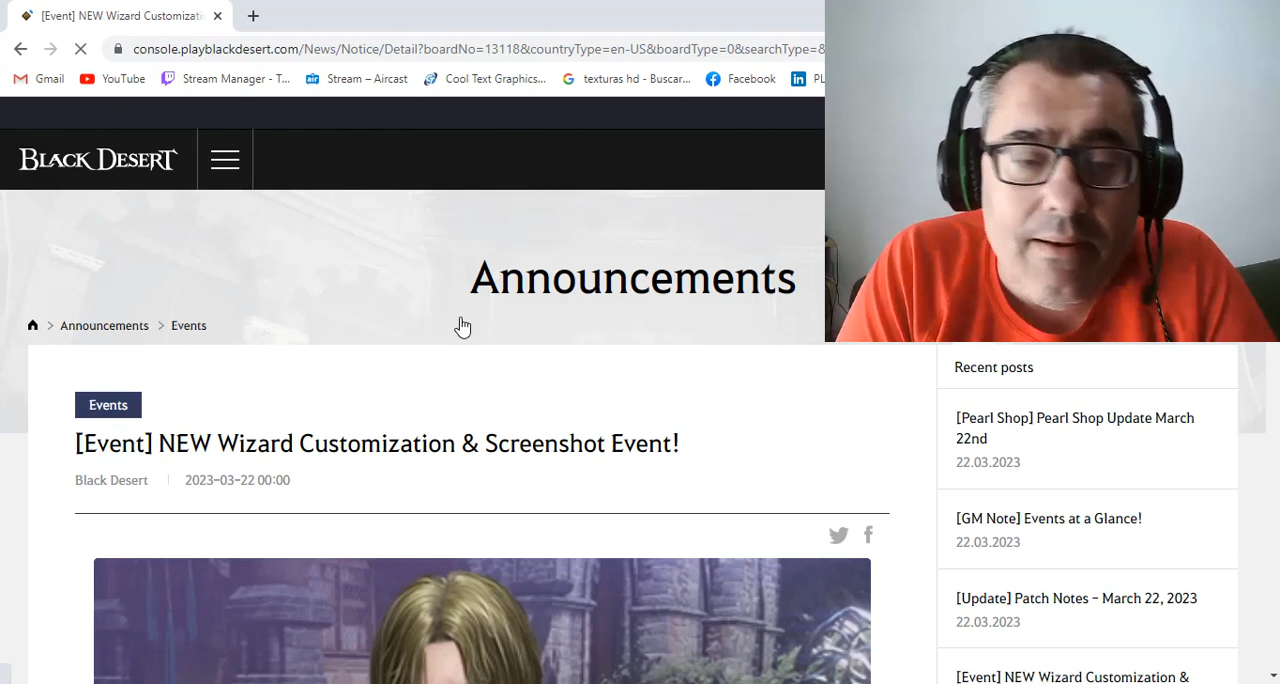 [Event] NEW Wizard Customizati
console.playblackdesert.com/News/Notice/Detail?boardNo=13118&countryType=en-US&boardType=0&searchType=&
Gmail
YouTube
Stream Manager - T...
Stream – Aircast
Cool Text Graphics...
texturas hd - Buscar...
Facebook
PL
BLACK DESERT
Announcements
Announcements > Events
Events
[Event] NEW Wizard Customization & Screenshot Event!
Black Desert
2023-03-22 00:00
Recent posts
[Pearl Shop] Pearl Shop Update March
22nd
22.03.2023
[GM Note] Events at a Glance!
22.03.2023
[Update] Patch Notes - March 22, 2023
22.03.2023
[Event] NEW Wizard Customization &